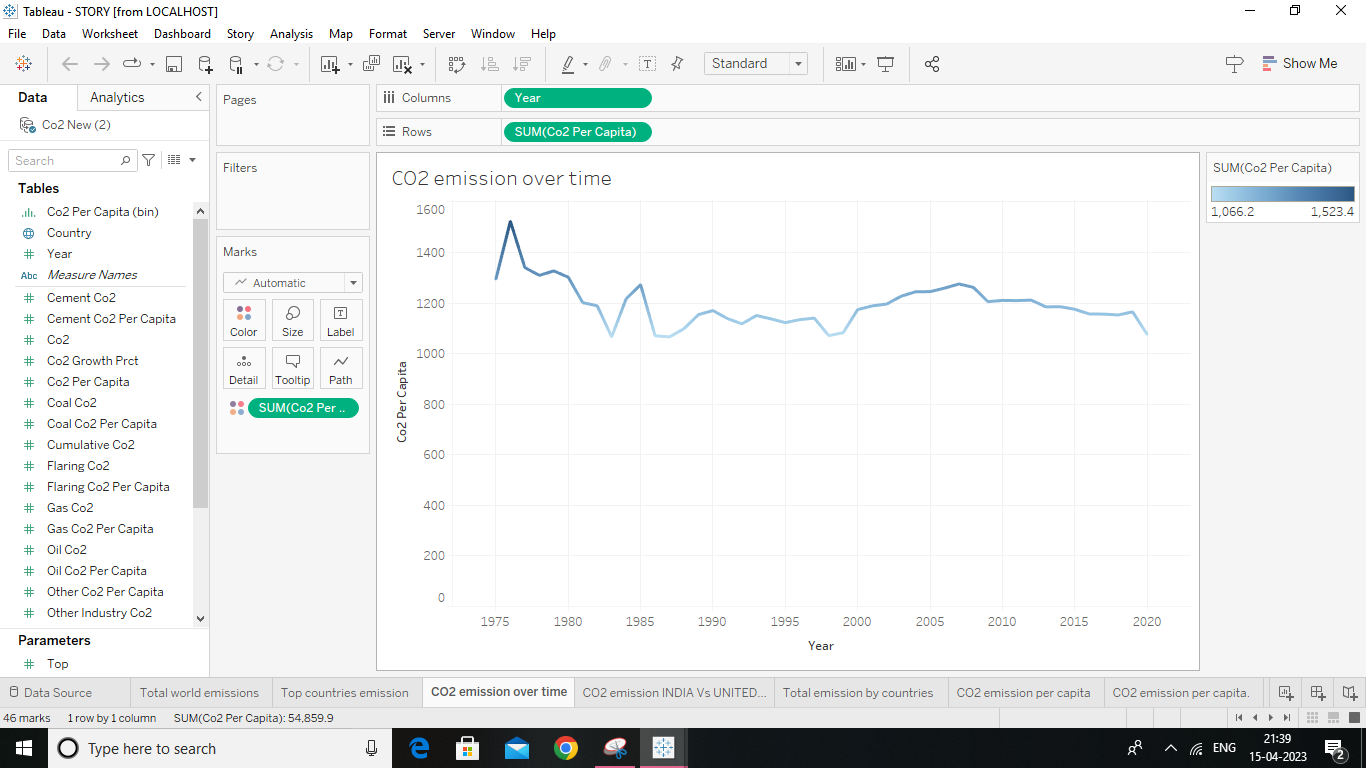 Tableau - STORY [from LOCALHOST]
File Data Worksheet Dashboard Story Analysis Map Format Server Window Help
Standard
Show Me
Data Analytics
Co2 New (2)
Search
Tables
Co2 Per Capita (bin)
Country
Year
Abc Measure Names
Cement Co2
Cement Co2 Per Capita
Co2
Co2 Growth Prct
Co2 Per Capita
Coal Co2
Coal Co2 Per Capita
Cumulative Co2
Flaring Co2
Flaring Co2 Per Capita
Gas Co2
Gas Co2 Per Capita
Oil Co2
Oil Co2 Per Capita
Other Co2 Per Capita
Other Industry Co2
Parameters
Top
Pages
Filters
Marks
Automatic
Color Size Label
Detail Tooltip Path
SUM(Co2 Per ..
Columns Year
Rows SUM(Co2 Per Capita)
CO2 emission over time
1600
1400
1200
1000
800
600
400
200
0
Co2 Per Capita
1975 1980 1985 1990 1995 2000 2005 2010 2015 2020
Year
SUM(Co2 Per Capita)
1,066.2 1,523.4
Data Source Total world emissions Top countries emission CO2 emission over time CO2 emission INDIA Vs UNITED... Total emission by countries CO2 emission per capita CO2 emission per capita.
46 marks 1 row by 1 column SUM(Co2 Per Capita): 54,859.9
Type here to search
ENG
21:39
15-04-2023
2